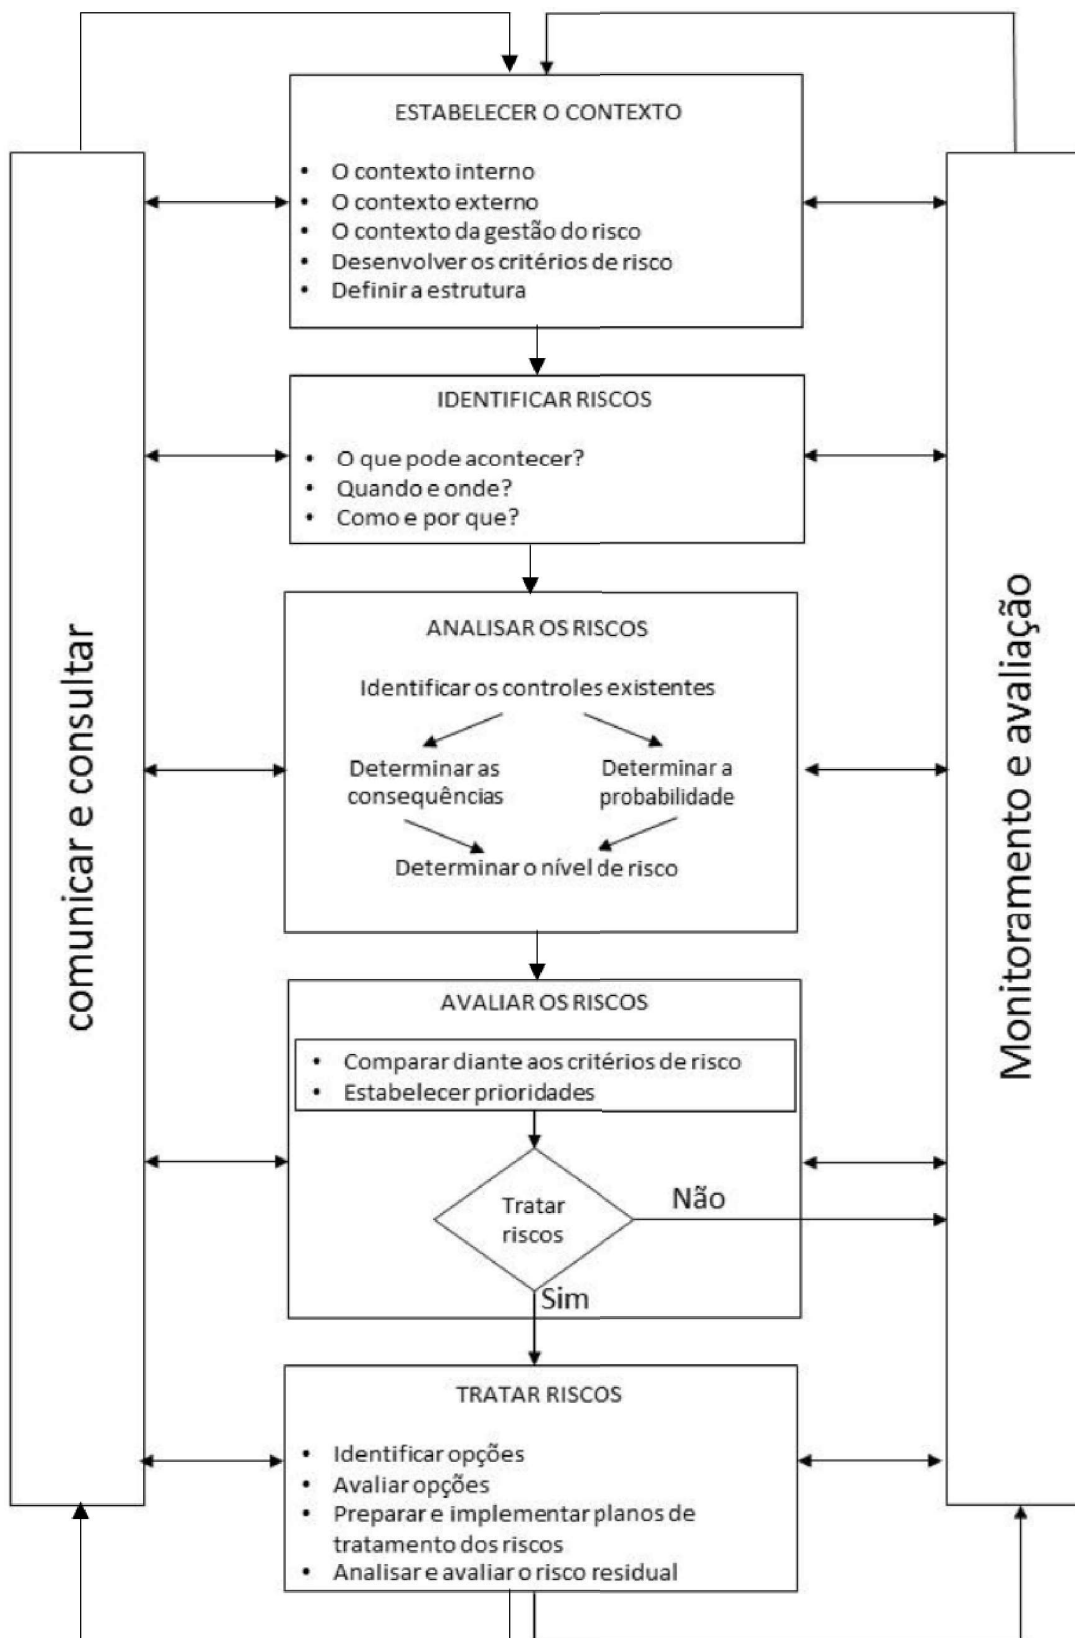 ESTABELECER O CONTEXTO
• O contexto interno
• O contexto externo
• O contexto da gestão do risco
• Desenvolver os critérios de risco
• Definir a estrutura
IDENTIFICAR RISCOS
• O que pode acontecer?
• Quando e onde?
• Como e por que?
ANALISAR OS RISCOS
Identificar os controles existentes
Determinar as
consequências
Determinar a
probabilidade
Determinar o nível de risco
AVALIAR OS RISCOS
• Comparar diante aos critérios de risco
• Estabelecer prioridades
Tratar
riscos
Não
Sim
TRATAR RISCOS
• Identificar opções
• Avaliar opções
• Preparar e implementar planos de
tratamento dos riscos
• Analisar e avaliar o risco residual
comunicar e consultar
Monitoramento e avaliação